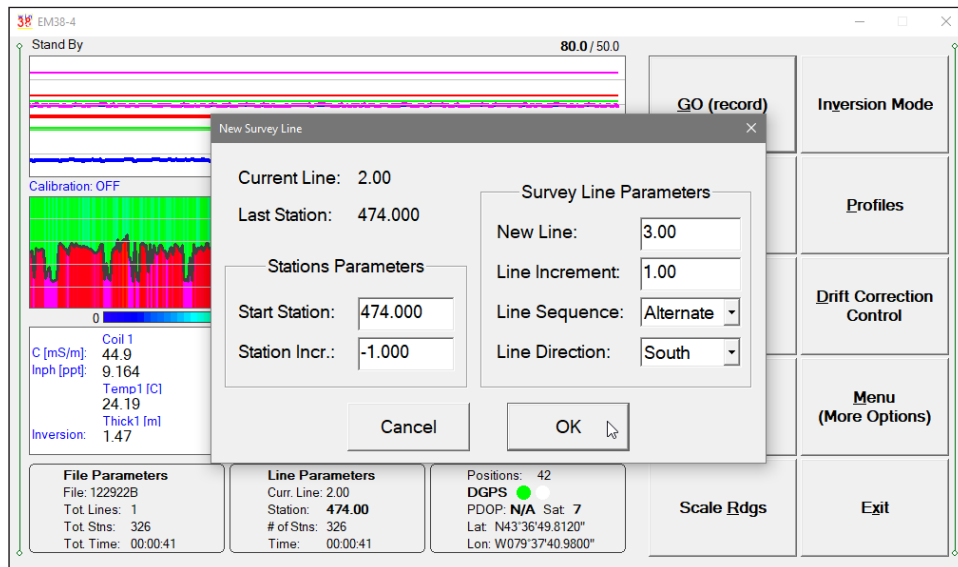 38 EM38-4
Stand By
80.0 / 50.0
GO (record)
Inversion Mode
New Survey Line
Current Line: 2.00
Last Station: 474.000
Stations Parameters
Start Station: 474.000
Station Incr.: -1.000
Survey Line Parameters
New Line: 3.00
Line Increment: 1.00
Line Sequence: Alternate
Line Direction: South
Cancel
OK
Calibration: OFF
Profiles
Drift Correction
Control
0
Coil 1
C [mS/m]: 44.9
Inph [ppt]: 9.164
Temp1 [C]
24.19
Thick1 [m]
Inversion: 1.47
Menu
(More Options)
File Parameters
File: 122922B
Tot. Lines: 1
Tot. Stns: 326
Tot. Time: 00:00:41
Line Parameters
Curr. Line: 2.00
Station: 474.00
# of Stns: 326
Time: 00:00:41
Positions: 42
DGPS
PDOP: N/A Sat: 7
Lat: N43°36'49.8120"
Lon: W079°37'40.9800"
Scale Rdgs
Exit